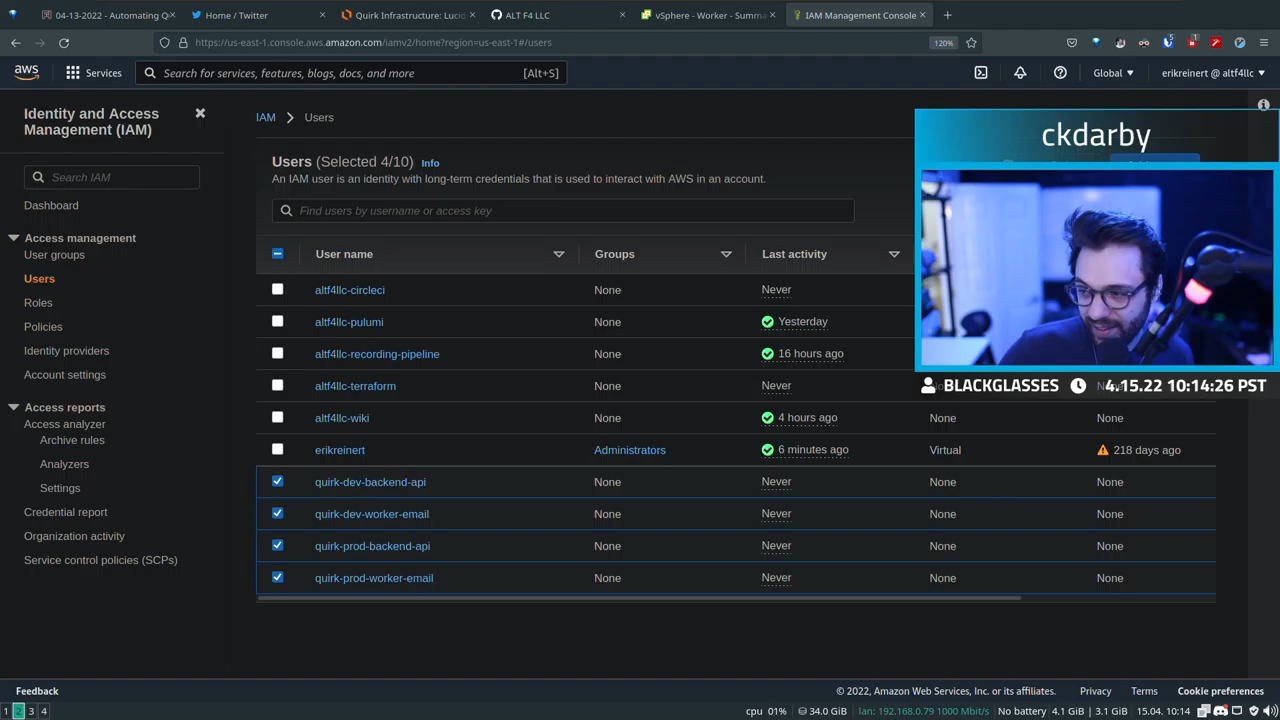 04-13-2022 - Automating Q
Home / Twitter
Quirk Infrastructure: Lucid
ALT F4 LLC
vSphere - Worker - Summa
IAM Management Console
https://us-east-1.console.aws.amazon.com/iamv2/home?region=us-east-1#/users
120%
5
1
aws
Services
Search for services, features, blogs, docs, and more
[Alt+S]
Global
erikreinert @ altf4llc
Identity and Access
Management (IAM)
Search IAM
Dashboard
Access management
User groups
Users
Roles
Policies
Identity providers
Account settings
Access reports
Access analyzer
Archive rules
Analyzers
Settings
Credential report
Organization activity
Service control policies (SCPs)
IAM > Users
Users (Selected 4/10) Info
An IAM user is an identity with long-term credentials that is used to interact with AWS in an account.
Find users by username or access key
User name Groups Last activity
altf4llc-circleci None Never
altf4llc-pulumi None Yesterday
altf4llc-recording-pipeline None 16 hours ago
altf4llc-terraform None Never
altf4llc-wiki None 4 hours ago None None
erikreinert Administrators 6 minutes ago Virtual 218 days ago
quirk-dev-backend-api None Never None None
quirk-dev-worker-email None Never None None
quirk-prod-backend-api None Never None None
quirk-prod-worker-email None Never None None
ckdarby
BLACKGLASSES 4.15.22 10:14:26 PST
Feedback
© 2022, Amazon Web Services, Inc. or its affiliates.
Privacy
Terms
Cookie preferences
1 2 3 4
cpu 01%
34.0 GiB
lan: 192.168.0.79 1000 Mbit/s
No battery
4.1 GiB | 3.1 GiB
15.04. 10:14